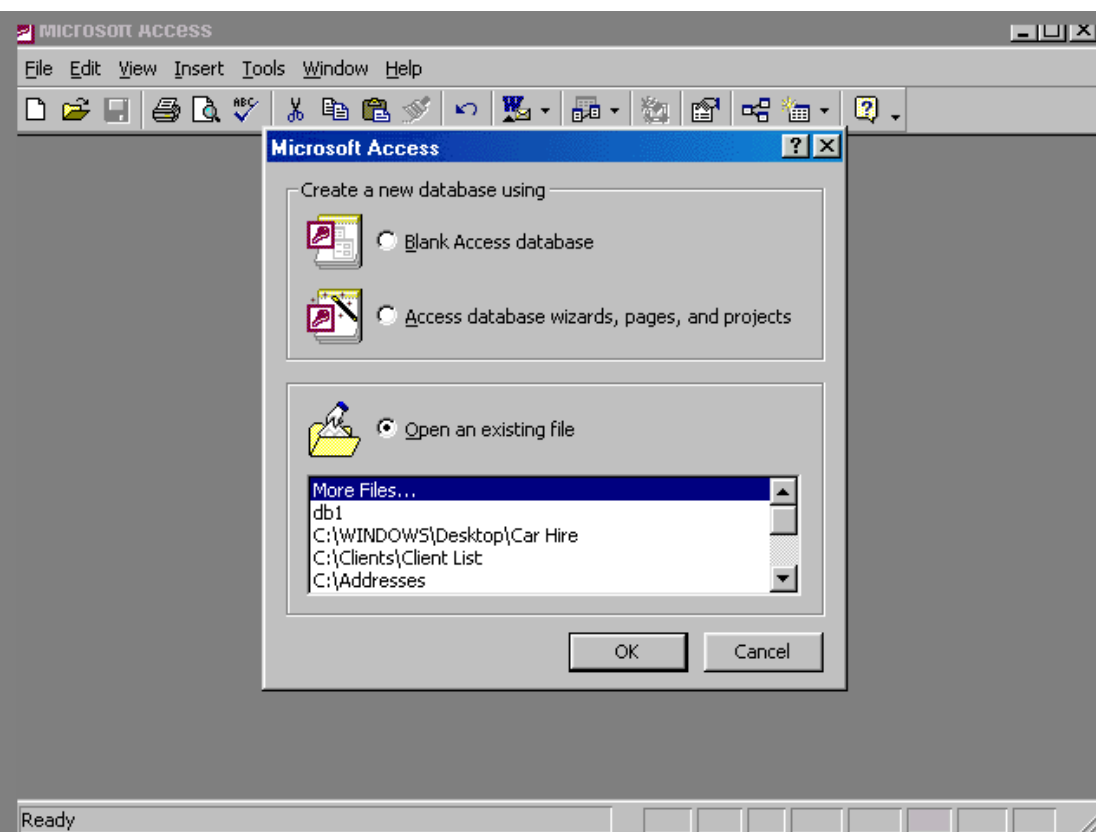 Microsoft Access
File Edit View Insert Tools Window Help
ABC
W
?
Microsoft Access
Create a new database using
Blank Access database
Access database wizards, pages, and projects
Open an existing file
More Files...
db1
C:\WINDOWS\Desktop\Car Hire
C:\Clients\Client List
C:\Addresses
OK Cancel
Ready